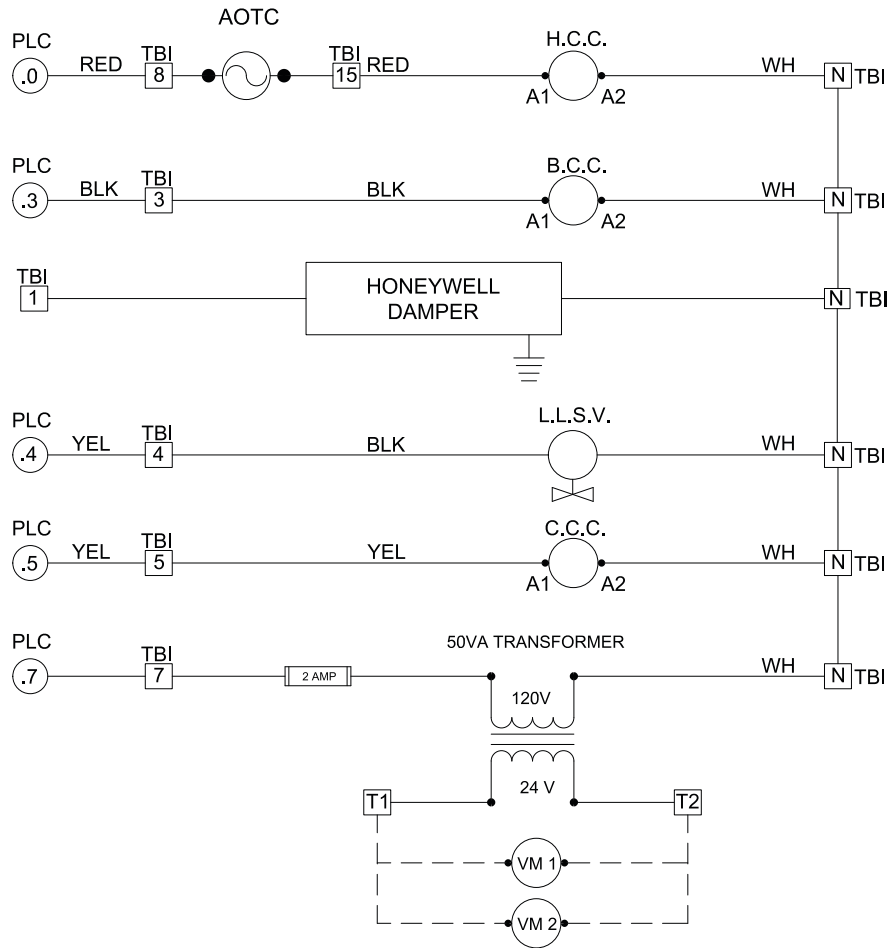 AOTC
PLC
.0
RED
TBI
8
TBI
15
RED
H.C.C.
A1
A2
WH
N
TBI
PLC
.3
BLK
TBI
3
BLK
B.C.C.
A1
A2
WH
N
TBI
TBI
1
HONEYWELL
DAMPER
N
TBI
PLC
.4
YEL
TBI
4
BLK
L.L.S.V.
WH
N
TBI
PLC
.5
YEL
TBI
5
YEL
C.C.C.
A1
A2
WH
N
TBI
PLC
.7
TBI
7
2 AMP
50VA TRANSFORMER
120V
WH
N
TBI
24 V
T1
T2
VM 1
VM 2